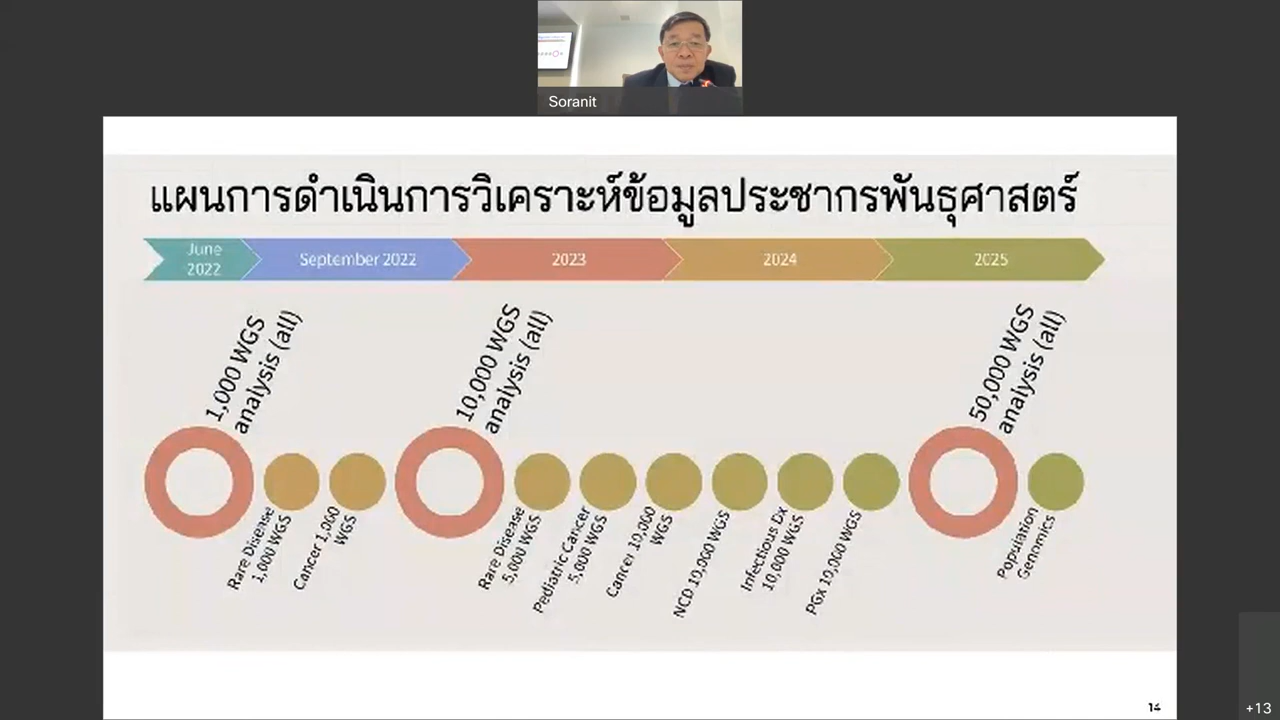 Soranit
แผนการดำเนินการวิเคราะห์ข้อมูลประชากรพันธุศาสตร์
June
2022
September 2022
2023
2024
2025
1,000 WGS
analysis (all)
10,000 WGS
analysis (all)
50,000 WGS
analysis (all)
Rare Disease
1,000 WGS
Cancer 1,000
WGS
Rare Disease
5,000 WGS
Pediatric Cancer
5,000 WGS
Cancer 10,000
WGS
NCD 10,000 WGS
Infectious Dx
10,000 WGS
PGx 10,000 WGS
Population
Genomics
14
+13